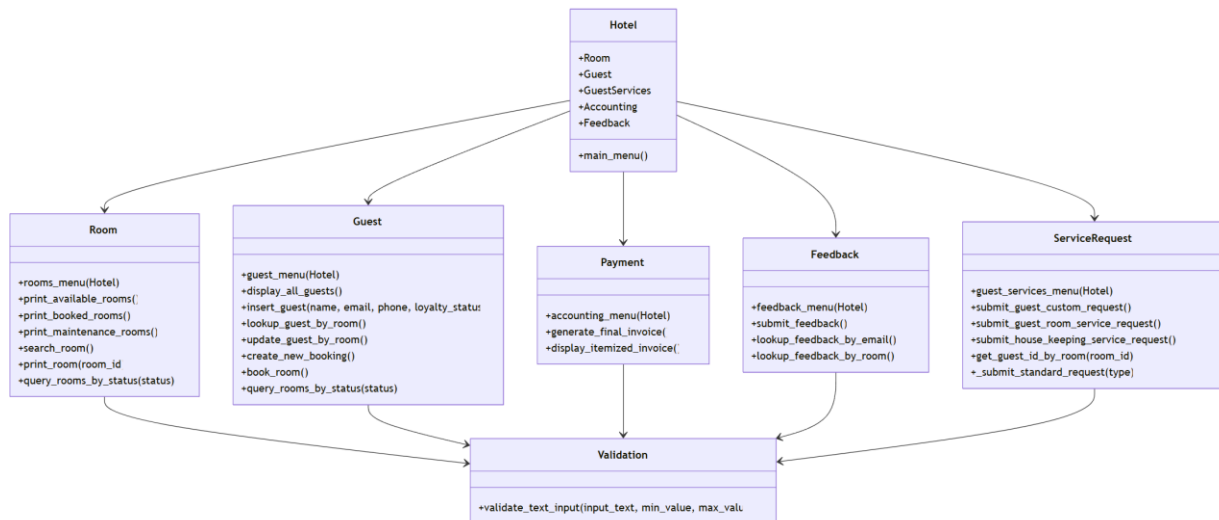 Hotel
+Room
+Guest
+GuestServices
+Accounting
+Feedback
+main_menu()
Room
+rooms_menu(Hotel)
+print_available_rooms()
+print_booked_rooms()
+print_maintenance_rooms()
+search_room()
+print_room(room_id
+query_rooms_by_status(status)
Guest
+guest_menu(Hotel)
+display_all_guests()
+insert_guest(name, email, phone, loyalty_status
+lookup_guest_by_room()
+update_guest_by_room()
+create_new_booking()
+book_room()
+query_rooms_by_status(status)
Payment
+accounting_menu(Hotel)
+generate_final_invoice(
+display_itemized_invoice(
Feedback
+feedback_menu(Hotel)
+submit_feedback()
+lookup_feedback_by_email()
+lookup_feedback_by_room()
ServiceRequest
+guest_services_menu(Hotel)
+submit_guest_custom_request()
+submit_guest_room_service_request()
+submit_house_keeping_service_request()
+get_guest_id_by_room(room_id)
+_submit_standard_request(type)
Validation
+validate_text_input(input_text, min_value, max_valu